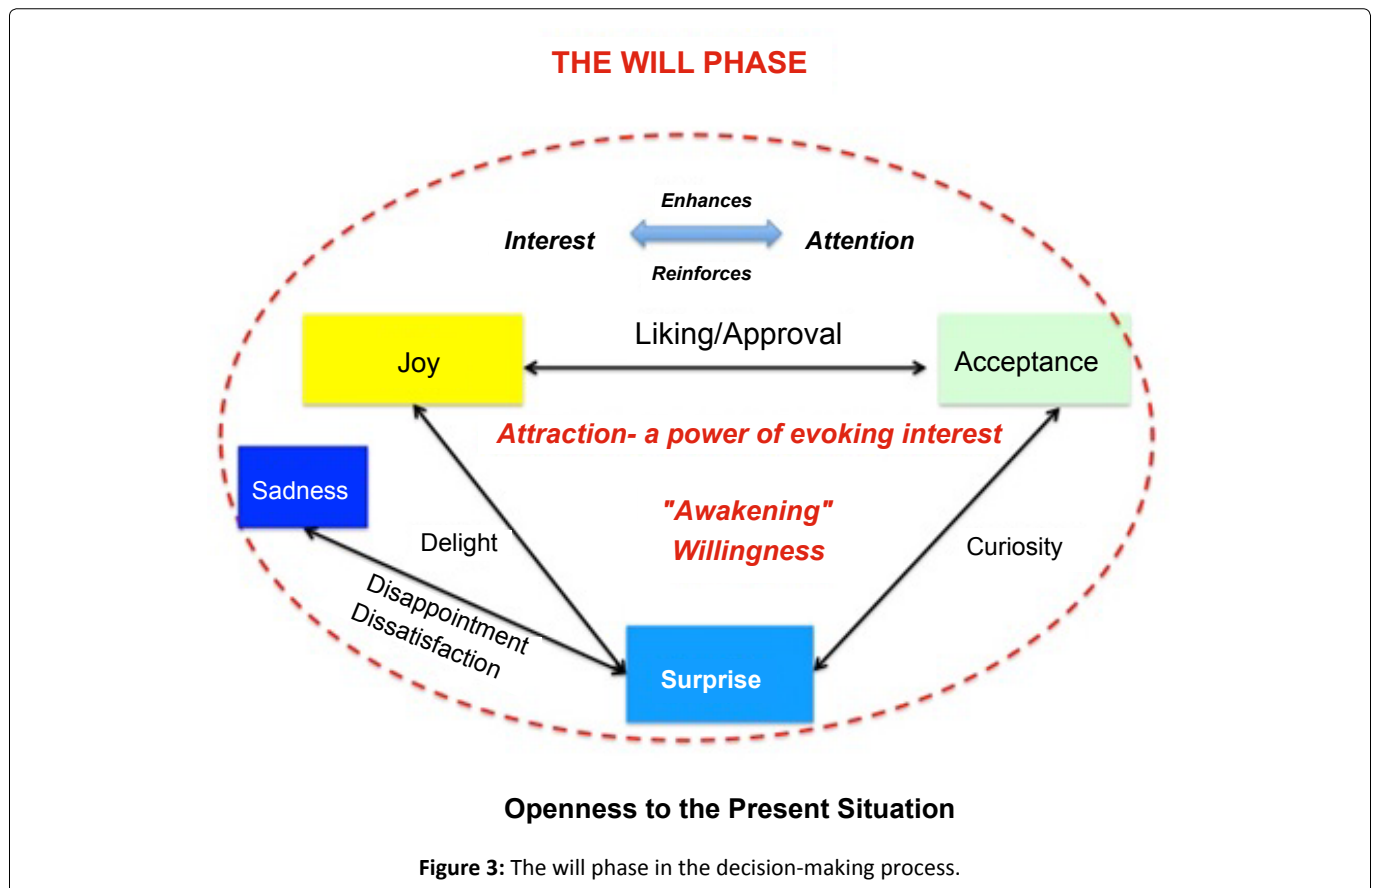 THE WILL PHASE
Enhances
Interest
Attention
Reinforces
Liking/Approval
Joy
Acceptance
Attraction- a power of evoking interest
Sadness
"Awakening"
Willingness
Delight
Curiosity
Disappointment
Dissatisfaction
Surprise
Openness to the Present Situation
Figure 3: The will phase in the decision-making process.